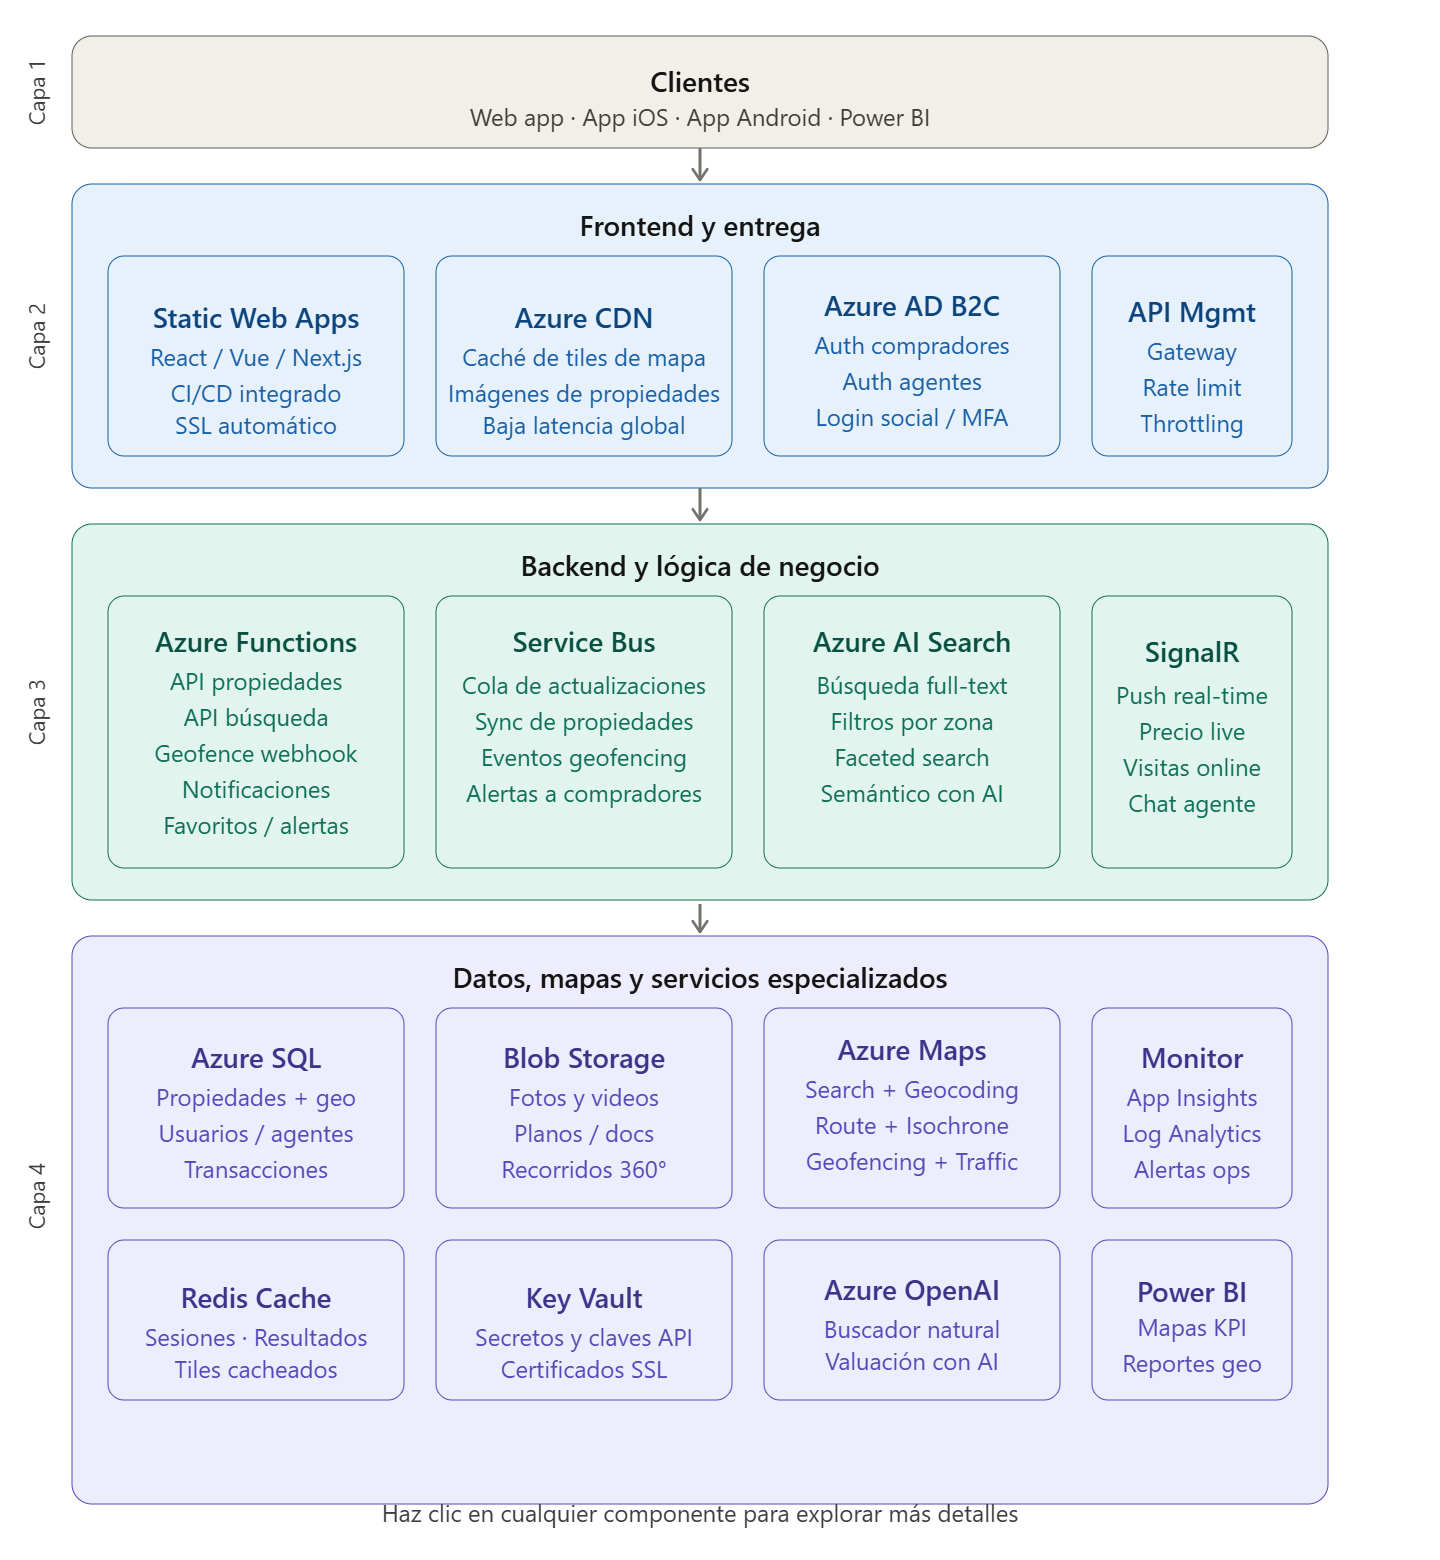 Capa 1
Clientes
Web app · App iOS · App Android · Power BI
Capa 2
Frontend y entrega
Static Web Apps
React / Vue / Next.js
CI/CD integrado
SSL automático
Azure CDN
Caché de tiles de mapa
Imágenes de propiedades
Baja latencia global
Azure AD B2C
Auth compradores
Auth agentes
Login social / MFA
API Mgmt
Gateway
Rate limit
Throttling
Capa 3
Backend y lógica de negocio
Azure Functions
API propiedades
API búsqueda
Geofence webhook
Notificaciones
Favoritos / alertas
Service Bus
Cola de actualizaciones
Sync de propiedades
Eventos geofencing
Alertas a compradores
Azure AI Search
Búsqueda full-text
Filtros por zona
Faceted search
Semántico con AI
SignalR
Push real-time
Precio live
Visitas online
Chat agente
Capa 4
Datos, mapas y servicios especializados
Azure SQL
Propiedades + geo
Usuarios / agentes
Transacciones
Blob Storage
Fotos y videos
Planos / docs
Recorridos 360°
Azure Maps
Search + Geocoding
Route + Isochrone
Geofencing + Traffic
Monitor
App Insights
Log Analytics
Alertas ops
Redis Cache
Sesiones · Resultados
Tiles cacheados
Key Vault
Secretos y claves API
Certificados SSL
Azure OpenAI
Buscador natural
Valuación con AI
Power BI
Mapas KPI
Reportes geo
Haz clic en cualquier componente para explorar más detalles